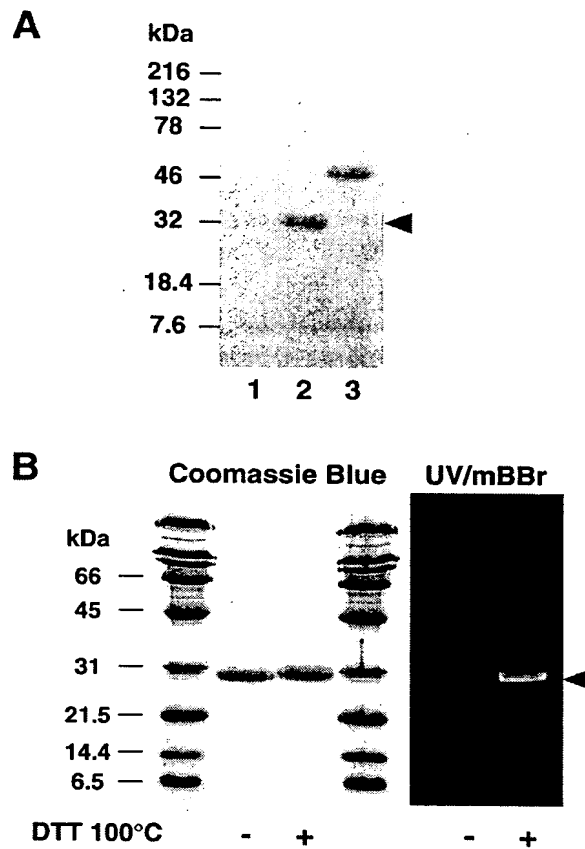 A
kDa
216
132
78
46
32
18.4
7.6
1 2 3
B
Coomassie Blue UV/mBBr
kDa
66
45
31
21.5
14.4
6.5
DTT 100°C - + - +